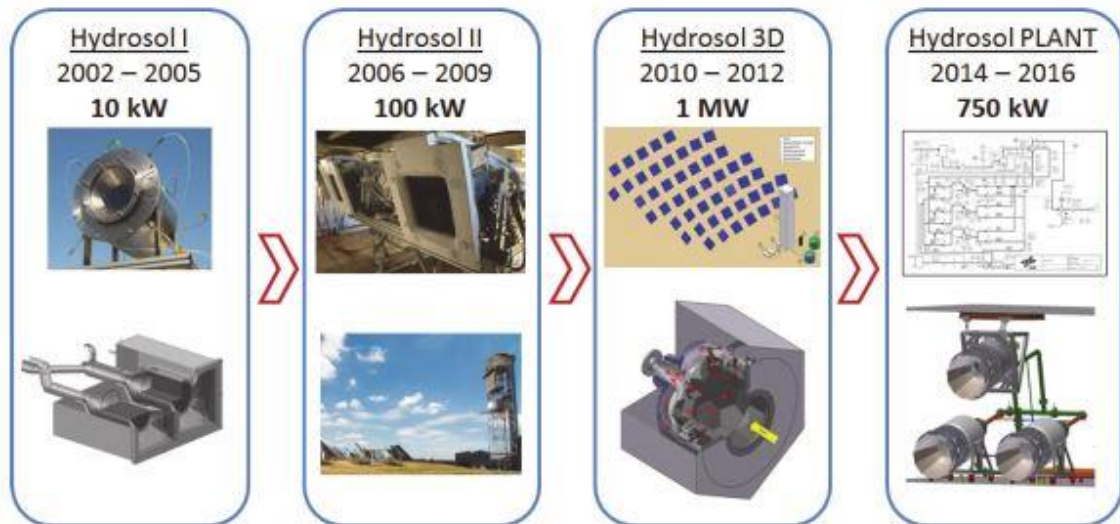 Hydrosol I
2002 – 2005
10 kW
Hydrosol II
2006 – 2009
100 kW
Hydrosol 3D
2010 – 2012
1 MW
Hydrosol PLANT
2014 – 2016
750 kW